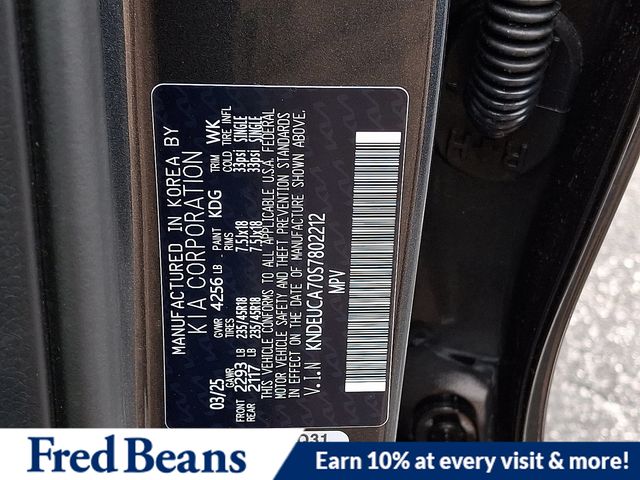 MANUFACTURED IN KOREA BY
KIA CORPORATION
03/25 GVWR 4256 LB PAINT KDG TRIM WK
GAWR TIRES RIMS COLD TIRE INFL
FRONT 2293 LB 235/45R18 7.5Jx18 33psi SINGLE
REAR 2117 LB 235/45R18 7.5Jx18 33psi SINGLE
THIS VEHICLE CONFORMS TO ALL APPLICABLE U.S.A. FEDERAL
MOTOR VEHICLE SAFETY AND THEFT PREVENTION STANDARDS
IN EFFECT ON THE DATE OF MANUFACTURE SHOWN ABOVE.
V.I.N KNDEUCA70S7802212
MPV
Q31
Fred Beans
Earn 10% at every visit & more!